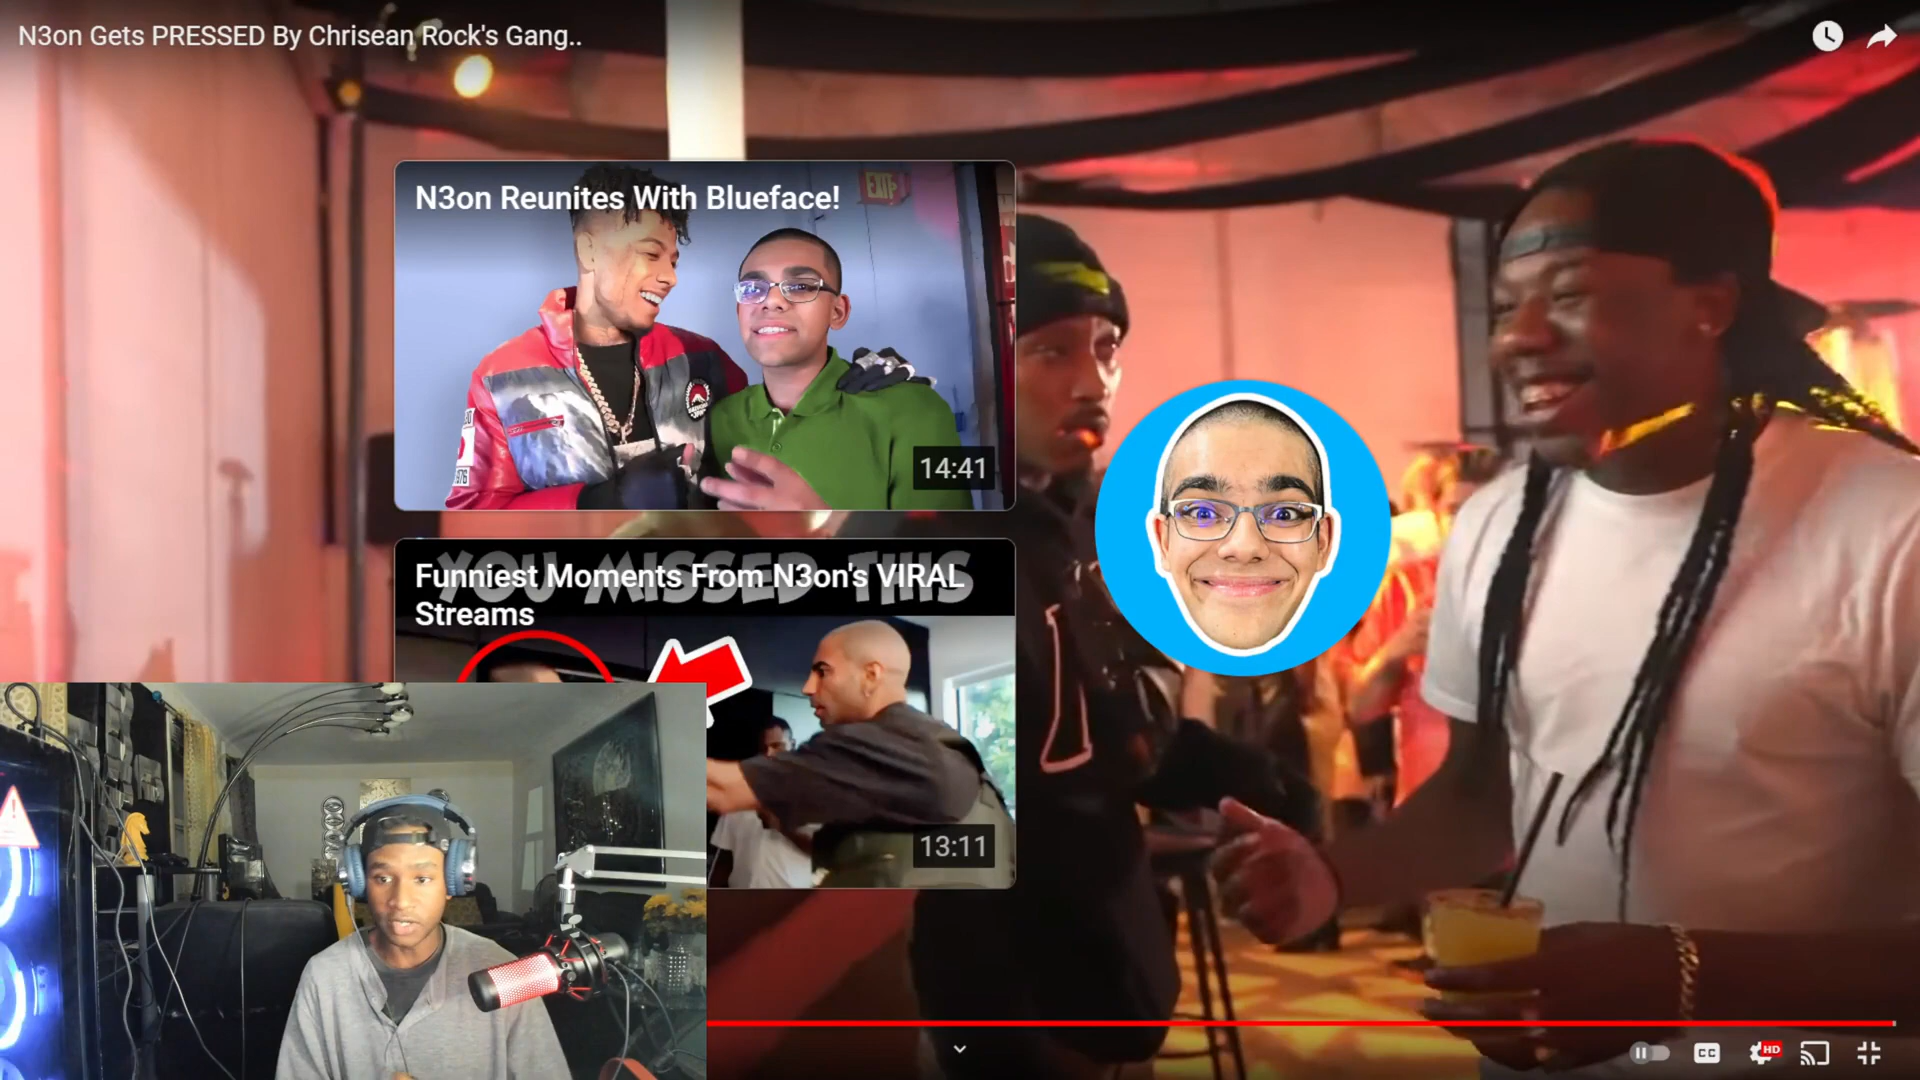 N3on Gets PRESSED By Chrisean Rock's Gang..
EXIT
N3on Reunites With Blueface!
14:41
YOU MISSED THIS
Funniest Moments From N3on's VIRAL
Streams
13:11
CC
HD